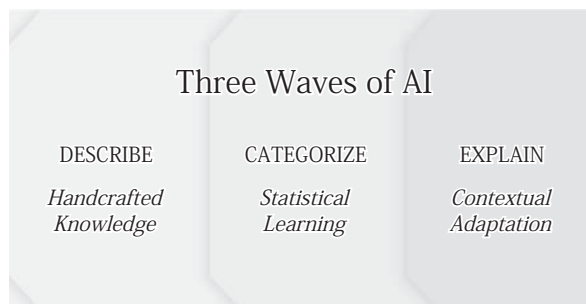 Three Waves of AI
DESCRIBE
Handcrafted
Knowledge
CATEGORIZE
Statistical
Learning
EXPLAIN
Contextual
Adaptation